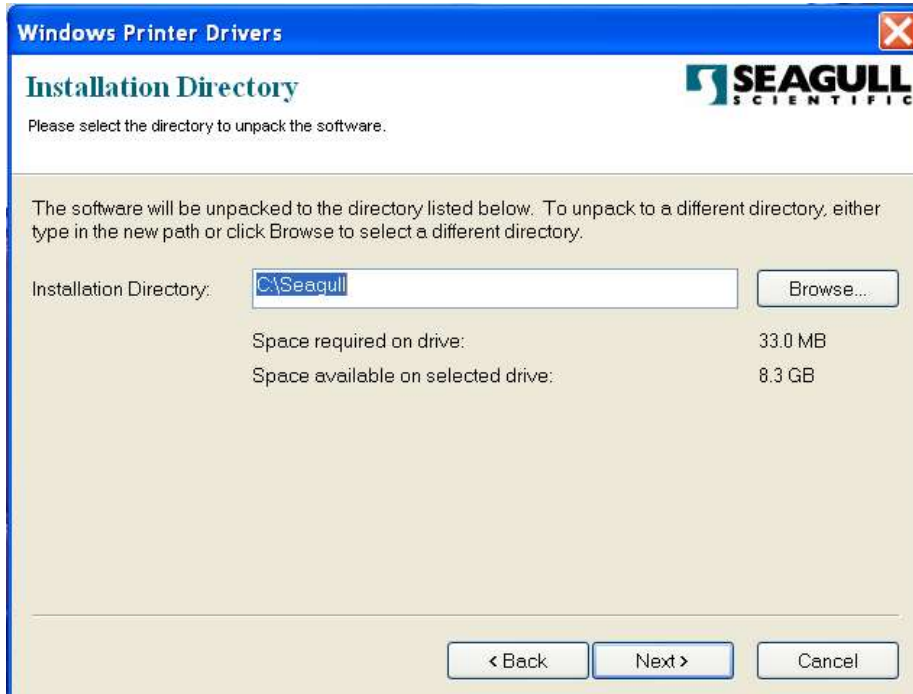 Windows Printer Drivers
Installation Directory
SEAGULL
SCIENTIFIC
Please select the directory to unpack the software.
The software will be unpacked to the directory listed below. To unpack to a different directory, either
type in the new path or click Browse to select a different directory.
Installation Directory: C:\Seagull Browse...
Space required on drive: 33.0 MB
Space available on selected drive: 8.3 GB
< Back Next > Cancel